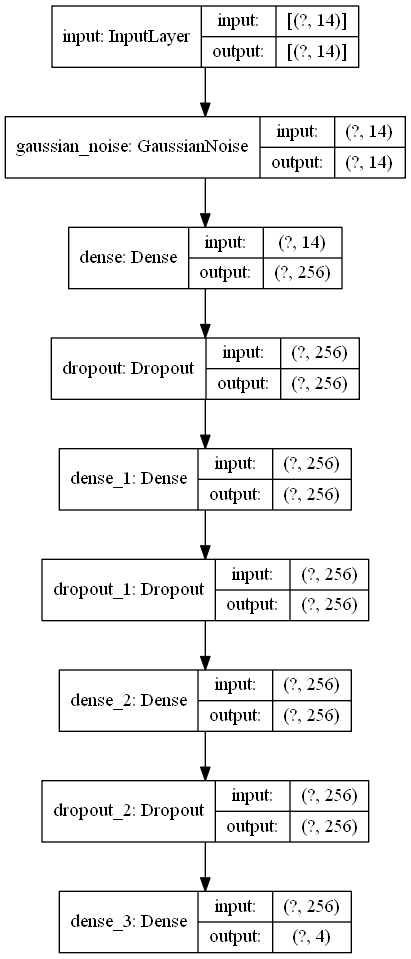 input: InputLayer
input: [(?, 14)]
output: [(?, 14)]
gaussian_noise: GaussianNoise
input: (?, 14)
output: (?, 14)
dense: Dense
input: (?, 14)
output: (?, 256)
dropout: Dropout
input: (?, 256)
output: (?, 256)
dense_1: Dense
input: (?, 256)
output: (?, 256)
dropout_1: Dropout
input: (?, 256)
output: (?, 256)
dense_2: Dense
input: (?, 256)
output: (?, 256)
dropout_2: Dropout
input: (?, 256)
output: (?, 256)
dense_3: Dense
input: (?, 256)
output: (?, 4)